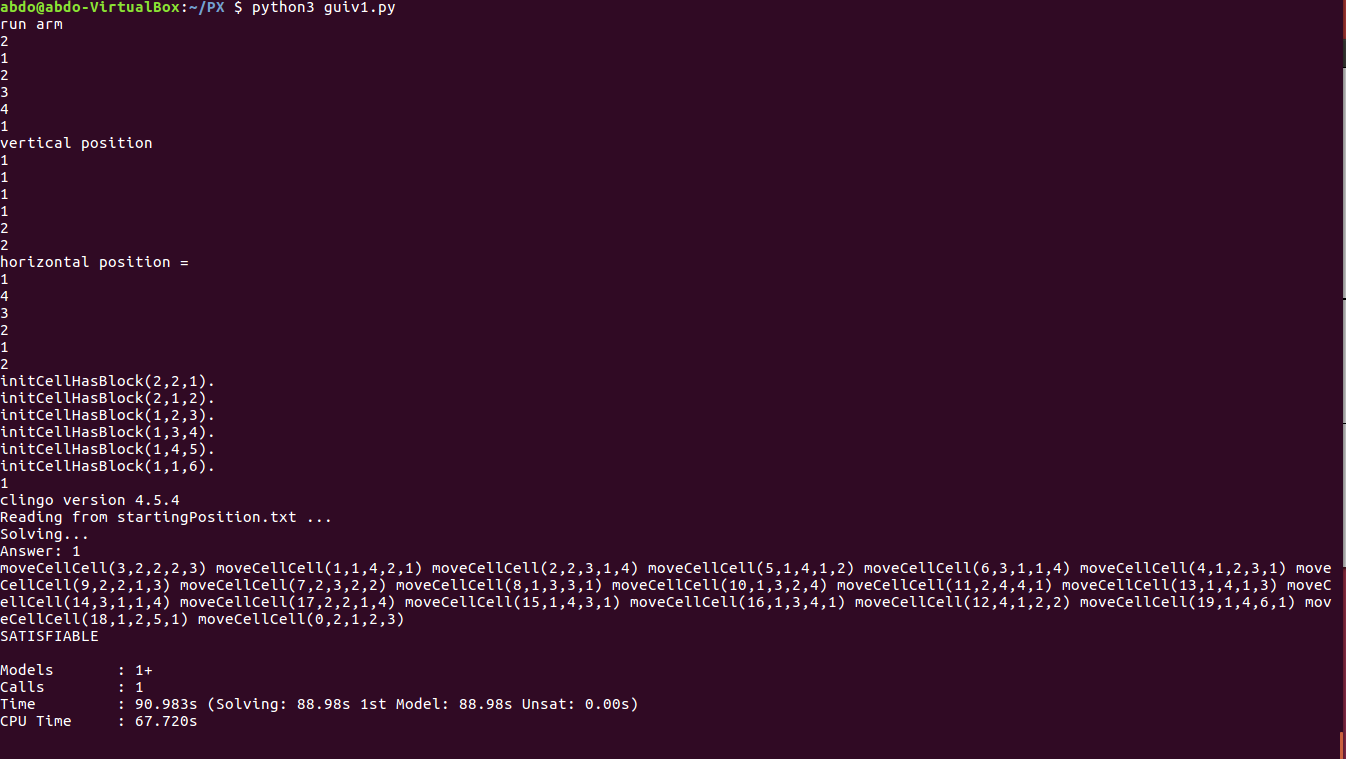 abdo@abdo-VirtualBox:~/PX $ python3 guiv1.py
run arm
2
1
2
3
4
1
vertical position
1
1
1
1
2
2
horizontal position =
1
4
3
2
1
2
initCellHasBlock(2,2,1).
initCellHasBlock(2,1,2).
initCellHasBlock(1,2,3).
initCellHasBlock(1,3,4).
initCellHasBlock(1,4,5).
initCellHasBlock(1,1,6).
1
clingo version 4.5.4
Reading from startingPosition.txt ...
Solving...
Answer: 1
moveCellCell(3,2,2,2,3) moveCellCell(1,1,4,2,1) moveCellCell(2,2,3,1,4) moveCellCell(5,1,4,1,2) moveCellCell(6,3,1,1,4) moveCellCell(4,1,2,3,1) move
CellCell(9,2,2,1,3) moveCellCell(7,2,3,2,2) moveCellCell(8,1,3,3,1) moveCellCell(10,1,3,2,4) moveCellCell(11,2,4,4,1) moveCellCell(13,1,4,1,3) moveC
ellCell(14,3,1,1,4) moveCellCell(17,2,2,1,4) moveCellCell(15,1,4,3,1) moveCellCell(16,1,3,4,1) moveCellCell(12,4,1,2,2) moveCellCell(19,1,4,6,1) mov
eCellCell(18,1,2,5,1) moveCellCell(0,2,1,2,3)
SATISFIABLE
Models : 1+
Calls : 1
Time : 90.983s (Solving: 88.98s 1st Model: 88.98s Unsat: 0.00s)
CPU Time : 67.720s